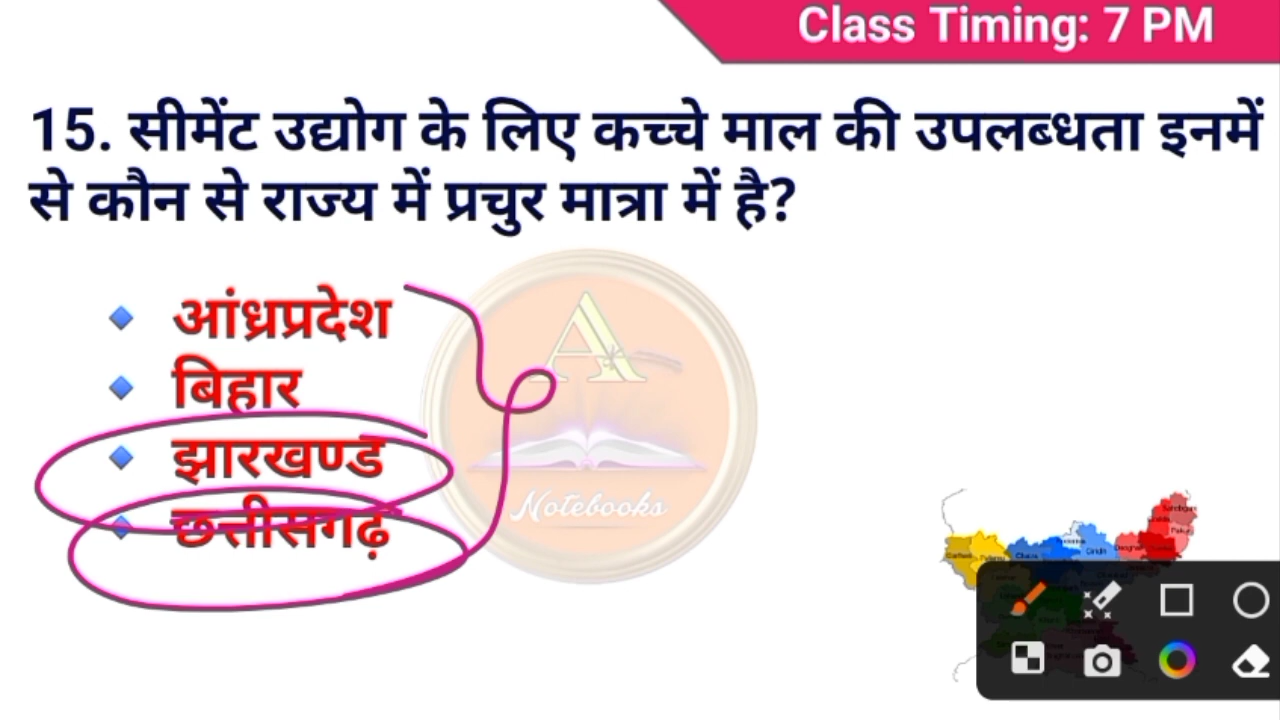 Class Timing: 7 PM
15. सीमेंट उद्योग के लिए कच्चे माल की उपलब्धता इनमें
से कौन से राज्य में प्रचुर मात्रा में है?
आंध्रप्रदेश
बिहार
झारखण्ड
छत्तीसगढ़
A
Notebooks